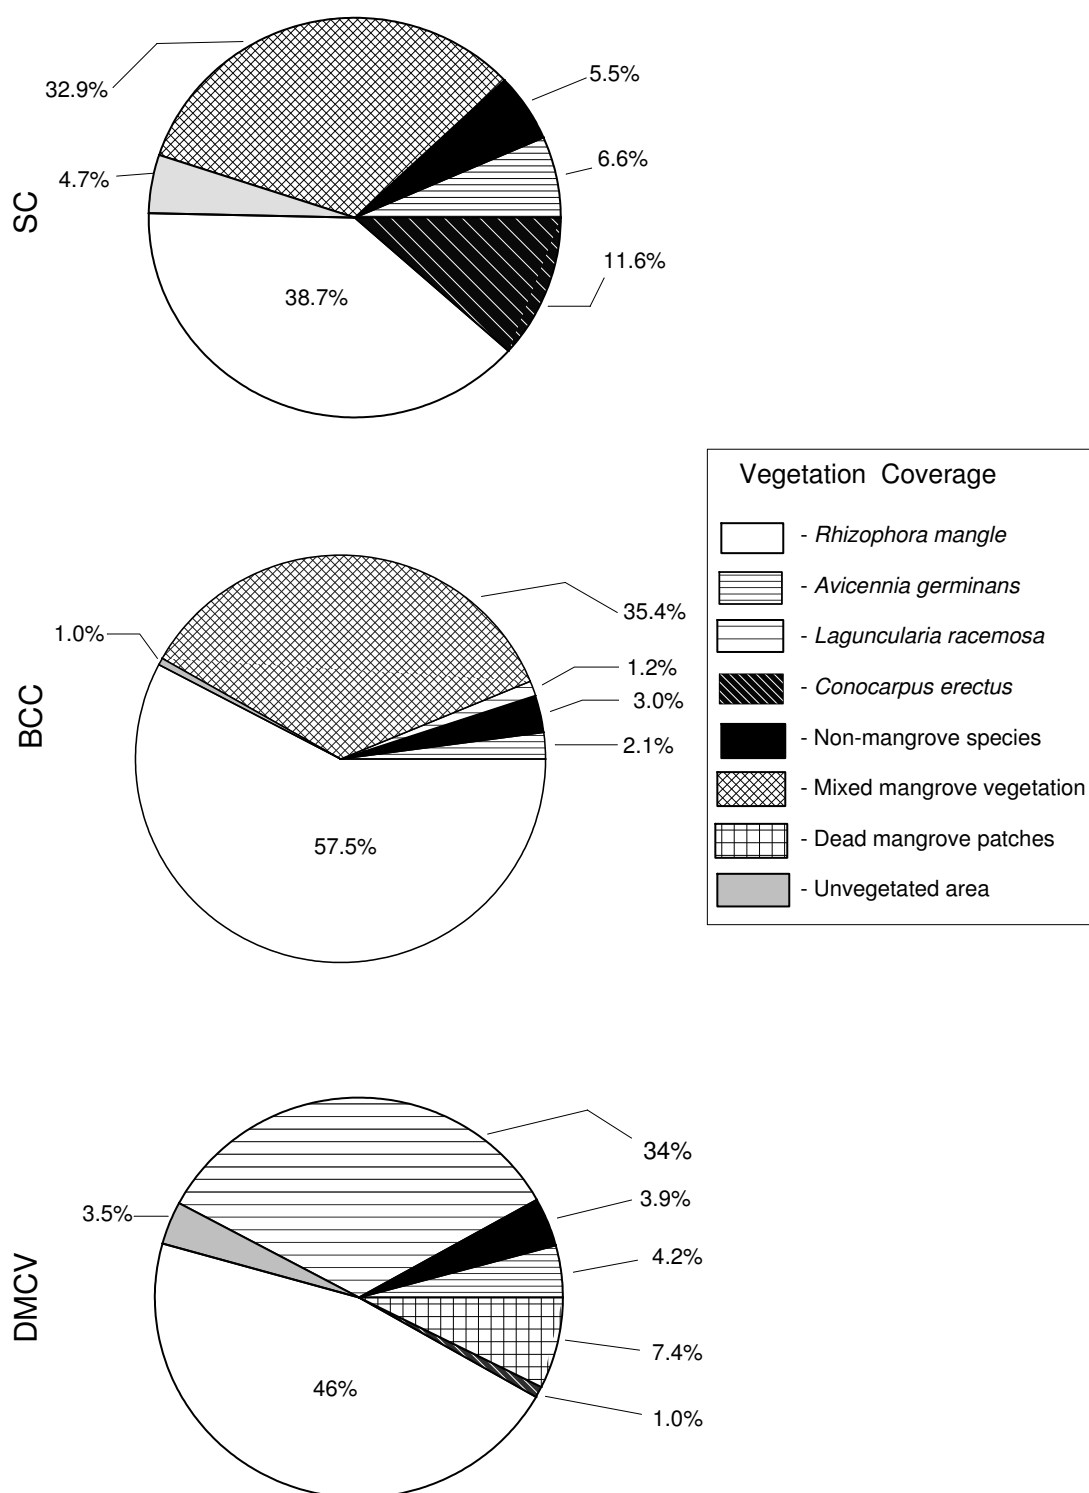 32.9%
5.5%
6.6%
4.7%
SC
11.6%
38.7%
Vegetation Coverage
- Rhizophora mangle
- Avicennia germinans
- Laguncularia racemosa
- Conocarpus erectus
- Non-mangrove species
- Mixed mangrove vegetation
- Dead mangrove patches
- Unvegetated area
35.4%
1.0%
1.2%
3.0%
BCC
2.1%
57.5%
34%
3.9%
3.5%
4.2%
DMCV
7.4%
46%
1.0%